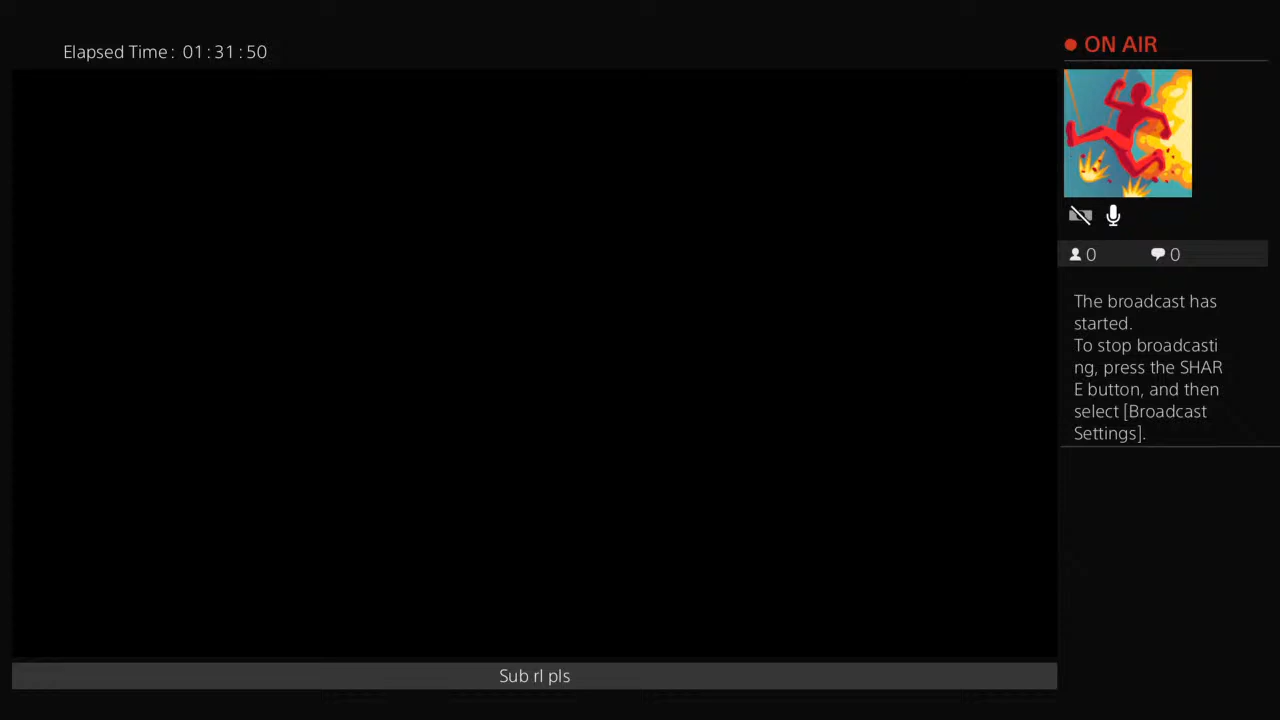 Elapsed Time: 01:31:50
ON AIR
0 0
The broadcast has
started.
To stop broadcasti
ng, press the SHAR
E button, and then
select [Broadcast
Settings].
Sub rl pls